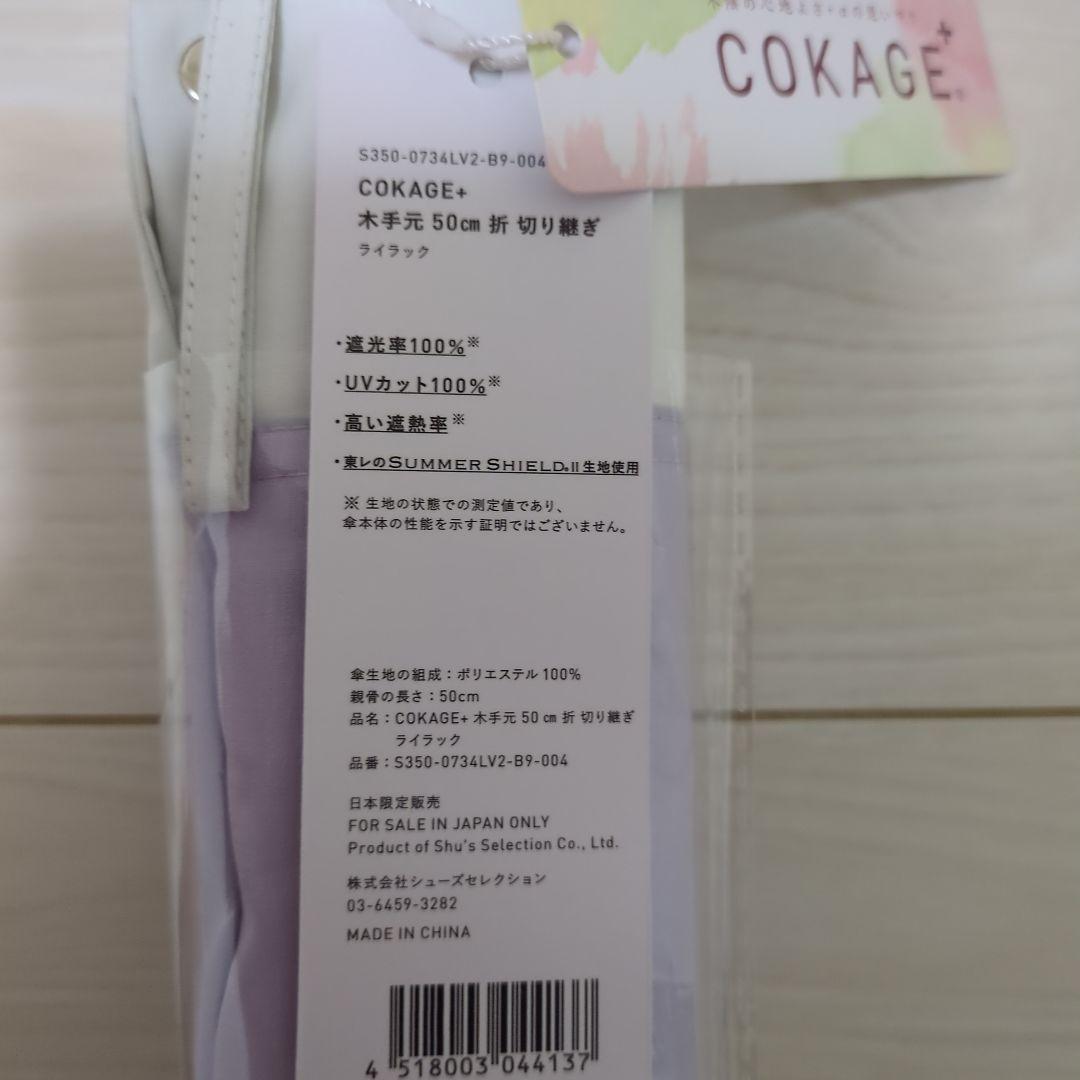 COKAGE+
S350-0734LV2-B9-004
COKAGE+
木手元 50㎝ 折 切り継ぎ
ライラック
・遮光率100%※
・UVカット100%※
・高い遮熱率※
・東レのSUMMER SHIELD®II生地使用
※ 生地の状態での測定値であり、
傘本体の性能を示す証明ではございません。
傘生地の組成：ポリエステル100%
親骨の長さ：50cm
品名：COKAGE+ 木手元 50㎝ 折 切り継ぎ
ライラック
品番：S350-0734LV2-B9-004
日本限定販売
FOR SALE IN JAPAN ONLY
Product of Shu's Selection Co., Ltd.
株式会社シューズセレクション
03-6459-3282
MADE IN CHINA
4 518003 044137